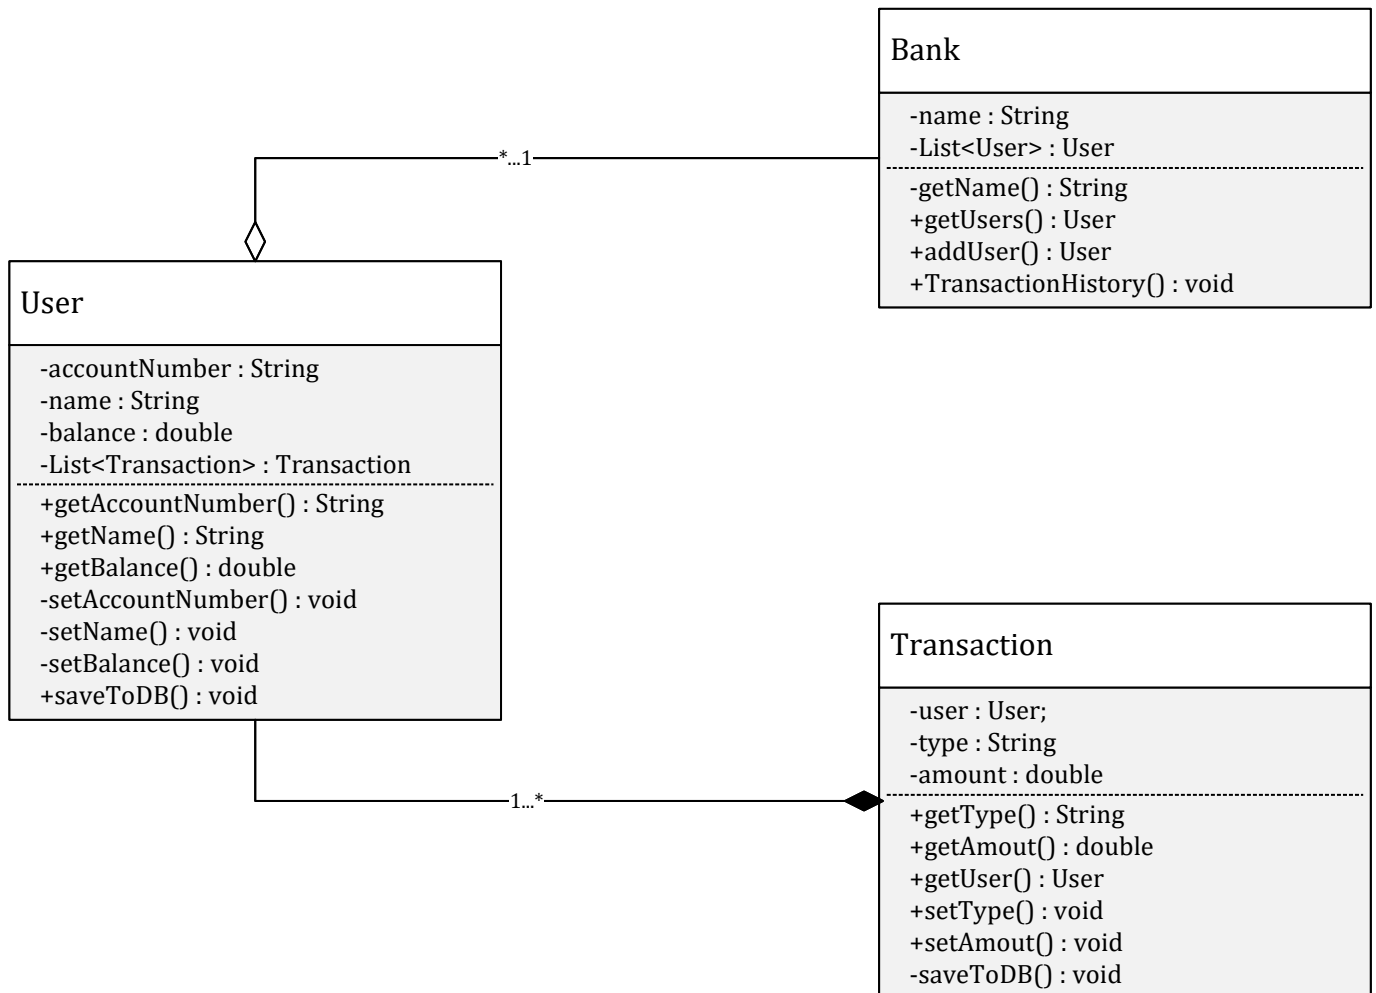 Bank
-name : String
-List<User> : User
-getName() : String
+getUsers() : User
+addUser() : User
+TransactionHistory() : void
*...1
User
-accountNumber : String
-name : String
-balance : double
-List<Transaction> : Transaction
+getAccountNumber() : String
+getName() : String
+getBalance() : double
-setAccountNumber() : void
-setName() : void
-setBalance() : void
+saveToDB() : void
1...*
Transaction
-user : User;
-type : String
-amount : double
+getType() : String
+getAmout() : double
+getUser() : User
+setType() : void
+setAmout() : void
-saveToDB() : void